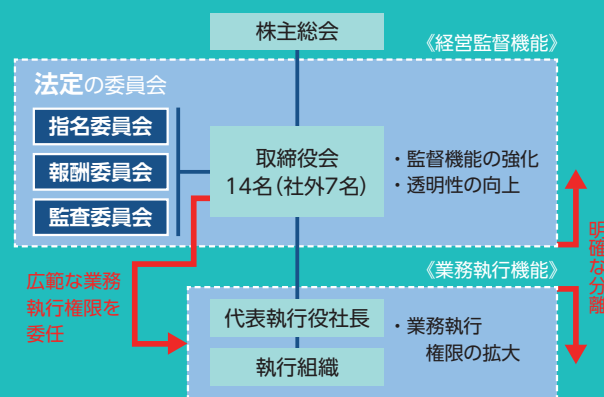 株主総会
《経営監督機能》
法定の委員会
指名委員会
報酬委員会
監査委員会
取締役会
14名(社外7名)
・監督機能の強化
・透明性の向上
明確な分離
広範な業務
執行権限を
委任
《業務執行機能》
代表執行役社長
執行組織
・業務執行
権限の拡大